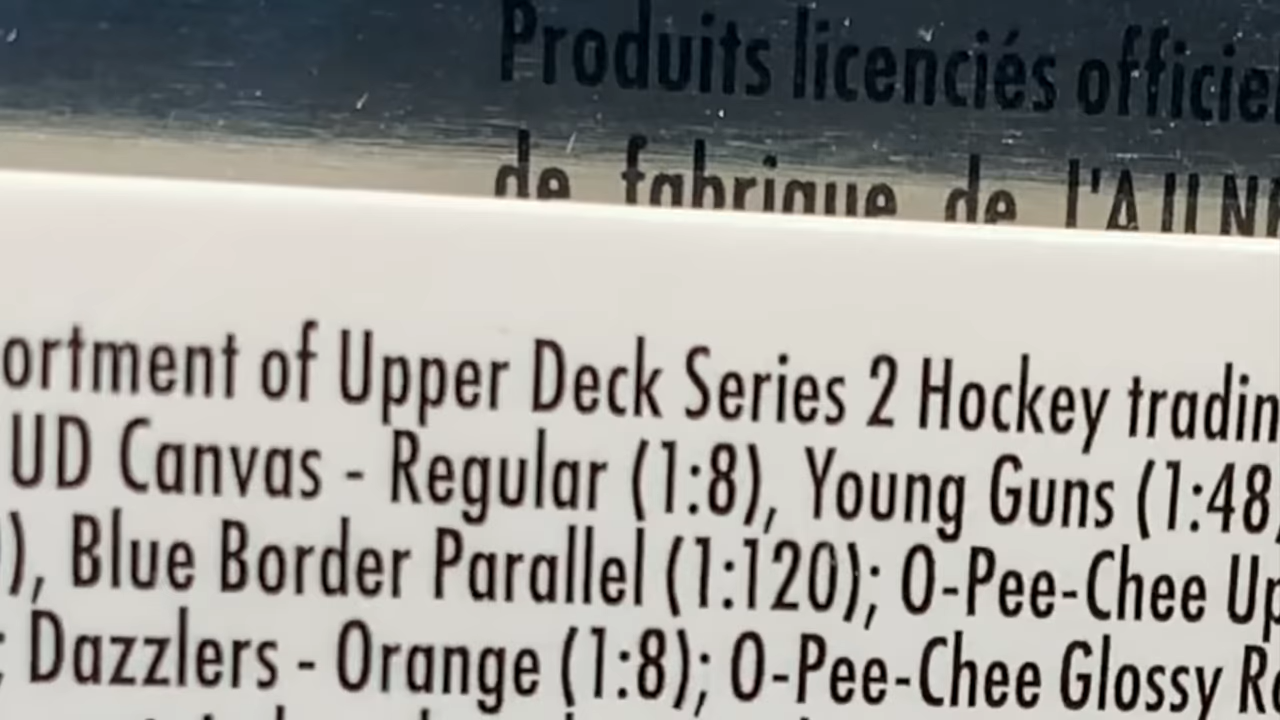 Produits licenciés officie
de fabrique de l'AJLNH
ortment of Upper Deck Series 2 Hockey tradin
UD Canvas - Regular (1:8), Young Guns (1:48)
), Blue Border Parallel (1:120); O-Pee-Chee Up
; Dazzlers - Orange (1:8); O-Pee-Chee Glossy R